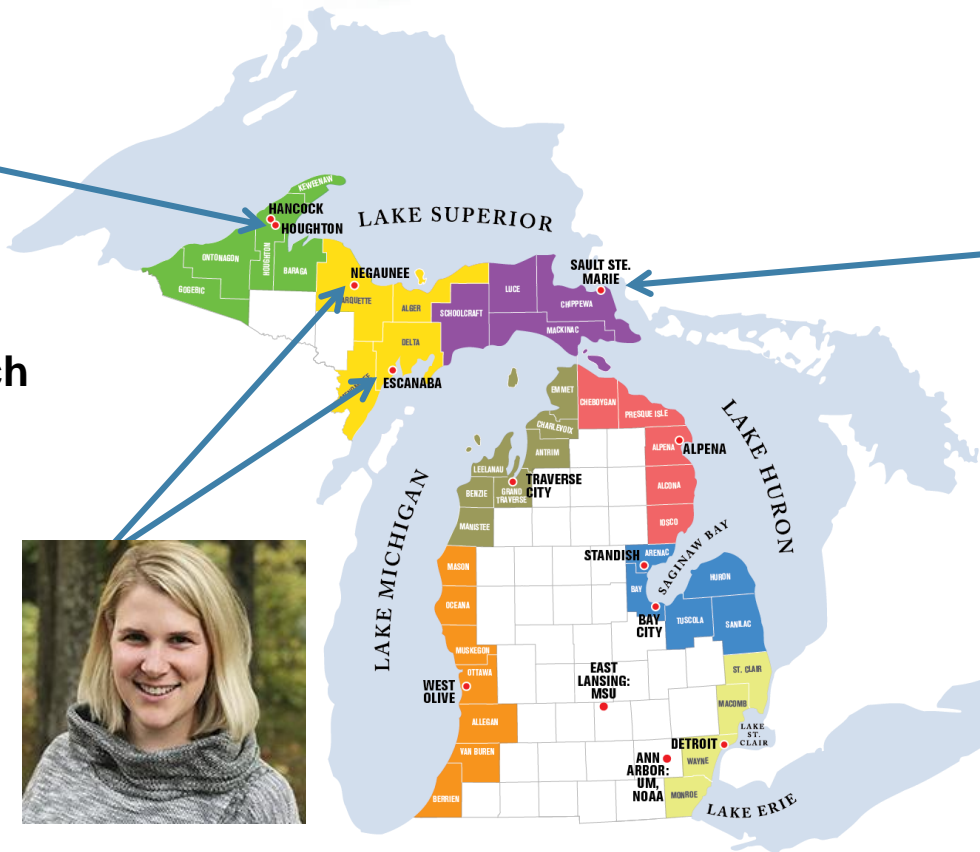 KEWEENAW
HANCOCK
HOUGHTON
LAKE SUPERIOR
ONTONAGON
HOUGHTON
BARAGA
GOGEBIC
NEGAUNEE
ARQUETTE
ALGER
SCHOOLCRAFT
LUCE
SAULT STE.
MARIE
CHIPPEWA
MACKINAC
DELTA
ch
ESCANABA
EMMET
CHEBOYGAN
PRESQUE ISLE
CHARLEVOIX
ANTRIM
ALPENA
ALPENA
LAKE HURON
LEELANAU
BENZIE
GRAND
TRAVERSE
TRAVERSE
CITY
ALCONA
MANISTEE
IOSCO
LAKE MICHIGAN
STANDISH
ARENAC
SAGINAW BAY
MASON
BAY
HURON
OCEANA
BAY
CITY
TUSCOLA
SANILAC
MUSKEGON
OTTAWA
WEST
OLIVE
EAST
LANSING:
MSU
ST. CLAIR
MACOMB
ALLEGAN
LAKE
ST.
CLAIR
DETROIT
VAN BUREN
ANN
ARBOR:
UM,
NOAA
WAYNE
BERRIEN
MONROE
LAKE ERIE